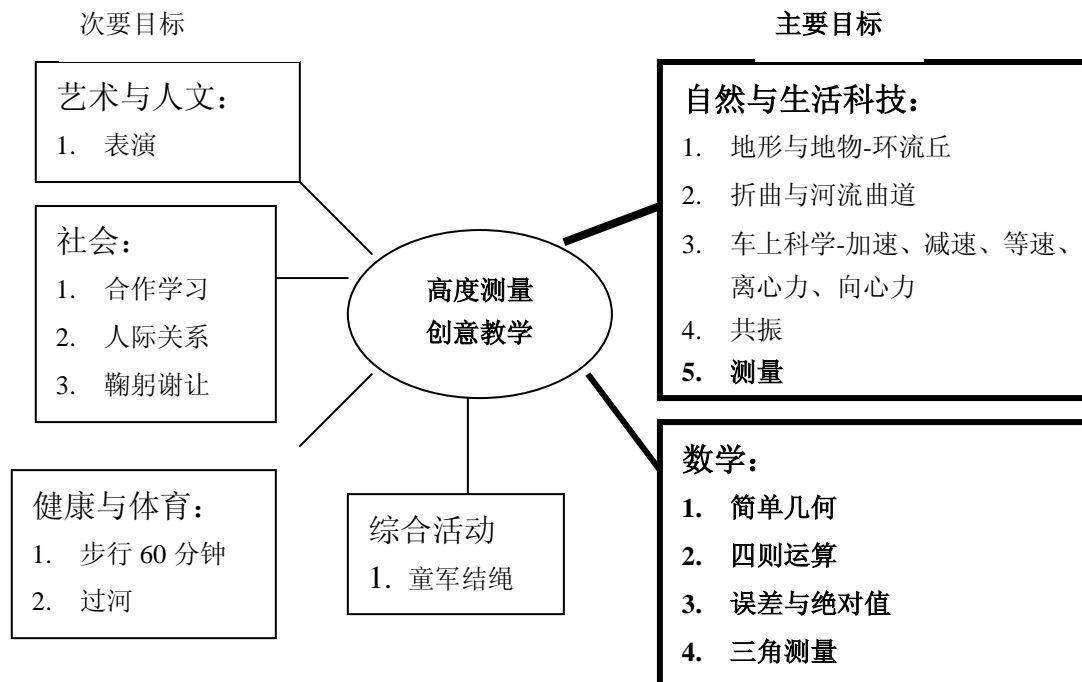 次要目标
主要目标
艺术与人文：
1. 表演
社会：
1. 合作学习
2. 人际关系
3. 鞠躬谢让
健康与体育：
1. 步行 60 分钟
2. 过河
高度测量
创意教学
综合活动
1. 童军结绳
自然与生活科技：
1. 地形与地物-环流丘
2. 折曲与河流曲道
3. 车上科学-加速、减速、等速、
离心力、向心力
4. 共振
5. 测量
数学：
1. 简单几何
2. 四则运算
3. 误差与绝对值
4. 三角测量